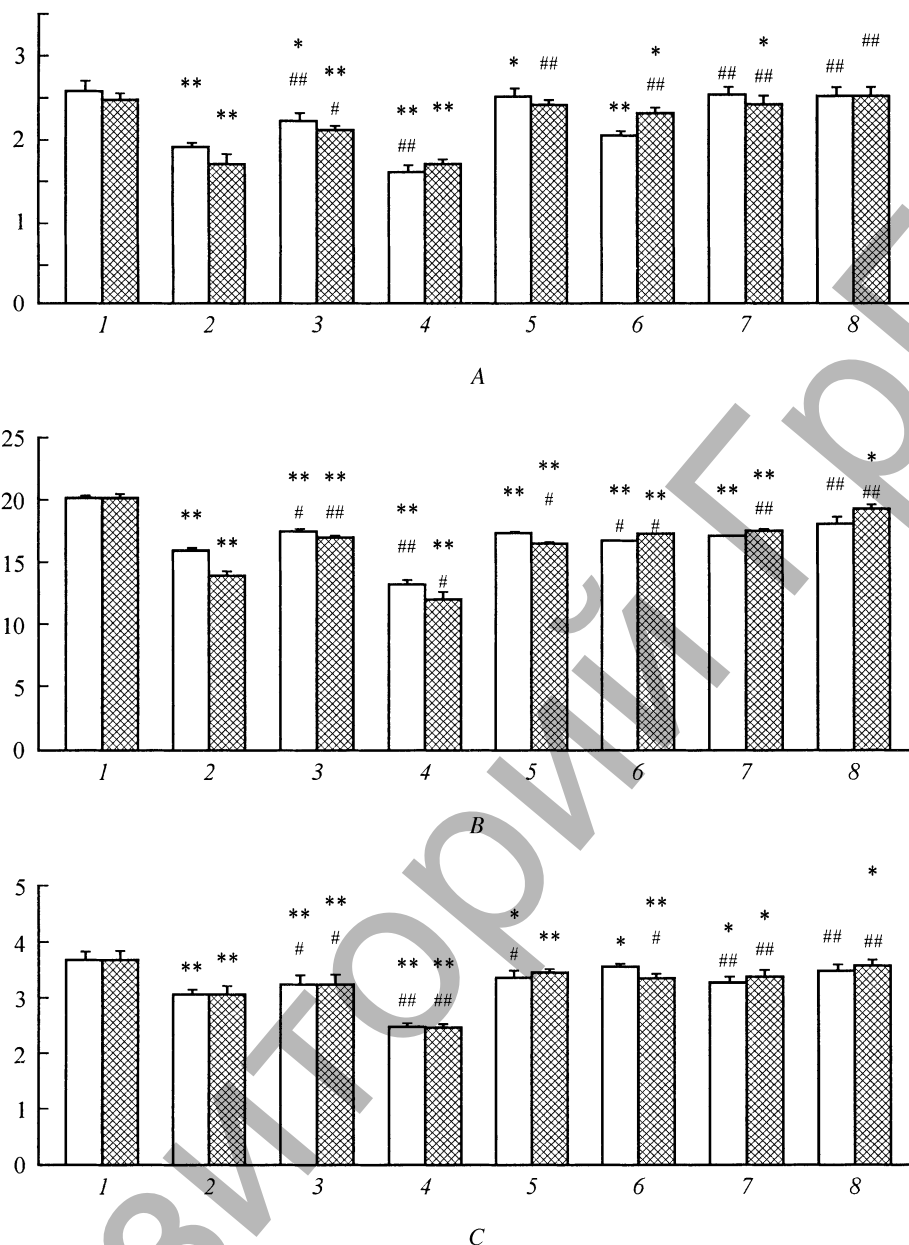 3
2
1
0
* * * ##
** ## ** * ## ## ## ## ##
** # ** ** **
##
1 2 3 4 5 6 7 8
A
25
20
15
10
5
0
*
** ** ** ** ** ** ** ## ##
** # ## ** # # # ##
** ## **
#
1 2 3 4 5 6 7 8
B
5
4
3
2
1
0
*
** ** * ** * *
** ** # # ** ** # ** * # ## ## ## ##
## ##
1 2 3 4 5 6 7 8
C
зиторий Гр